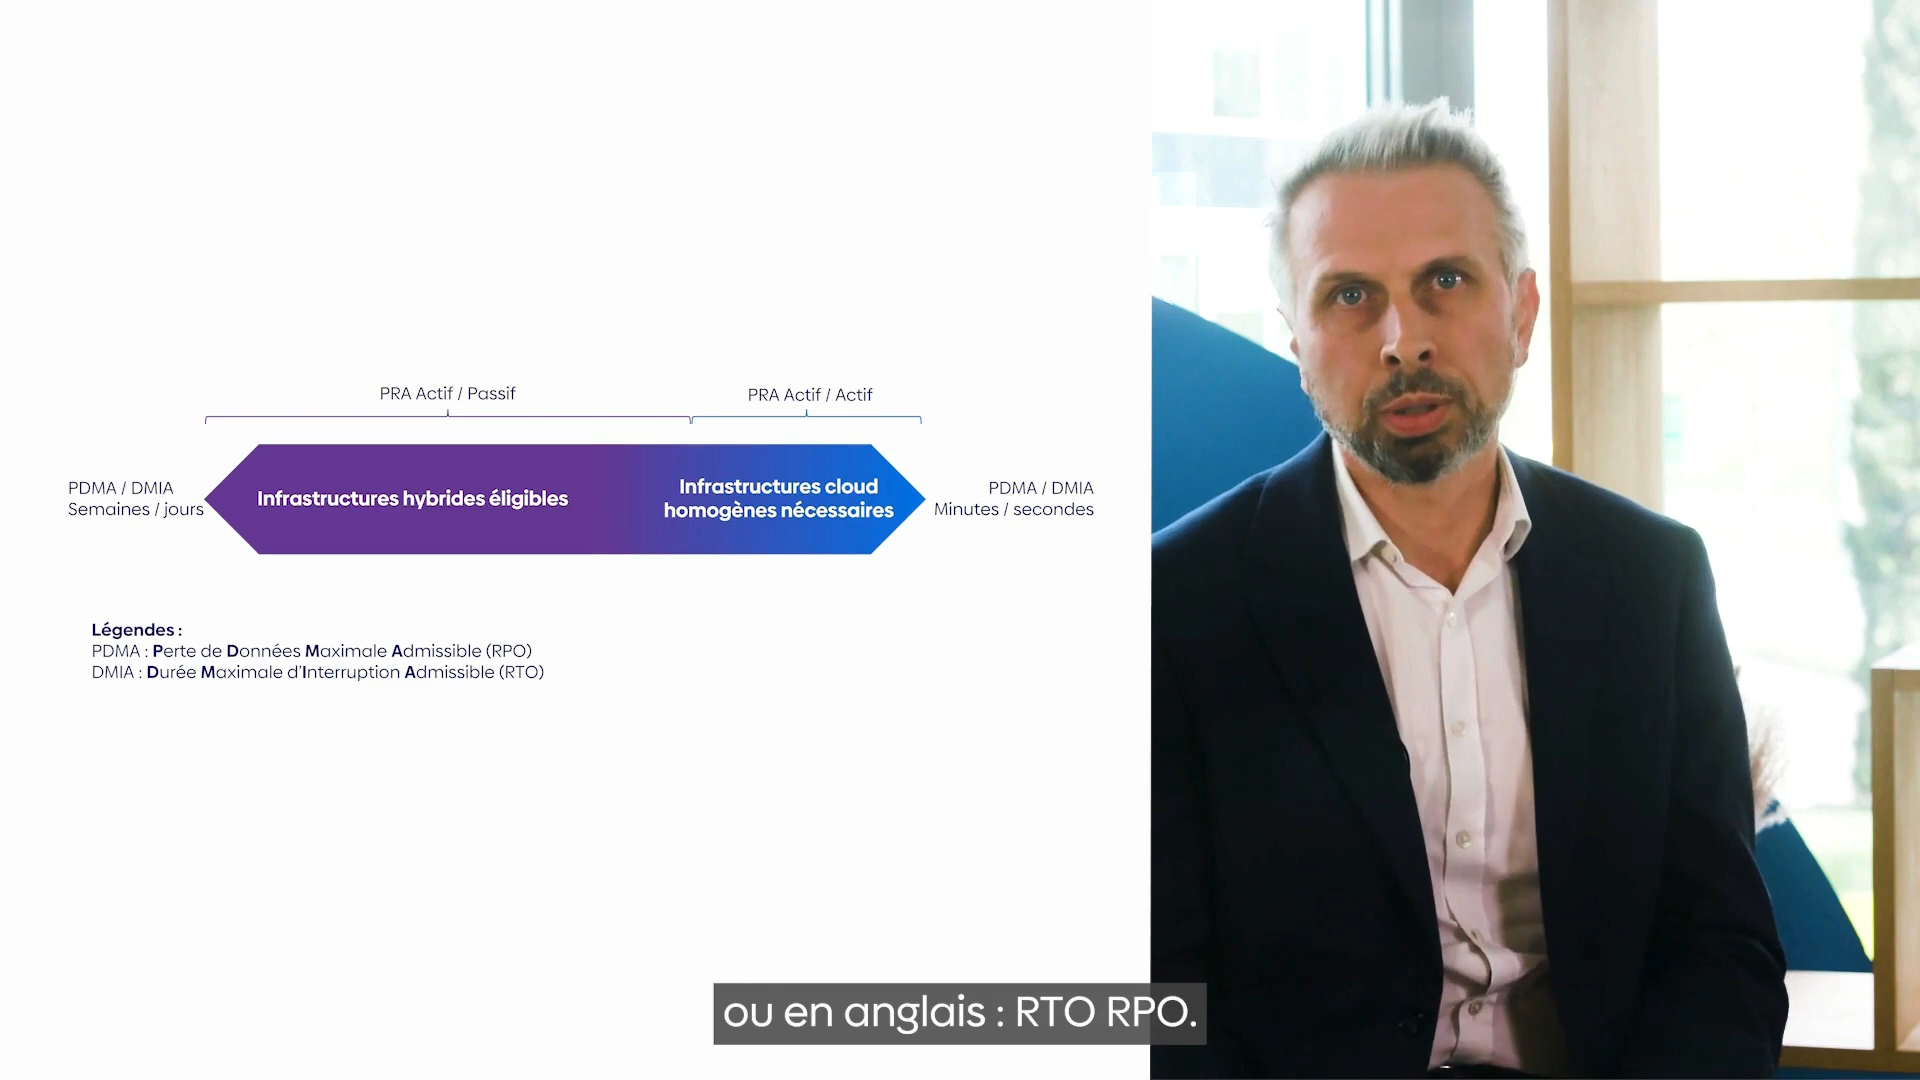 PRA Actif / Passif
PRA Actif / Actif
PDMA / DMIA
Semaines / jours
Infrastructures hybrides éligibles
Infrastructures cloud
homogènes nécessaires
PDMA / DMIA
Minutes / secondes
Légendes :
PDMA : Perte de Données Maximale Admissible (RPO)
DMIA : Durée Maximale d'Interruption Admissible (RTO)
ou en anglais : RTO RPO.